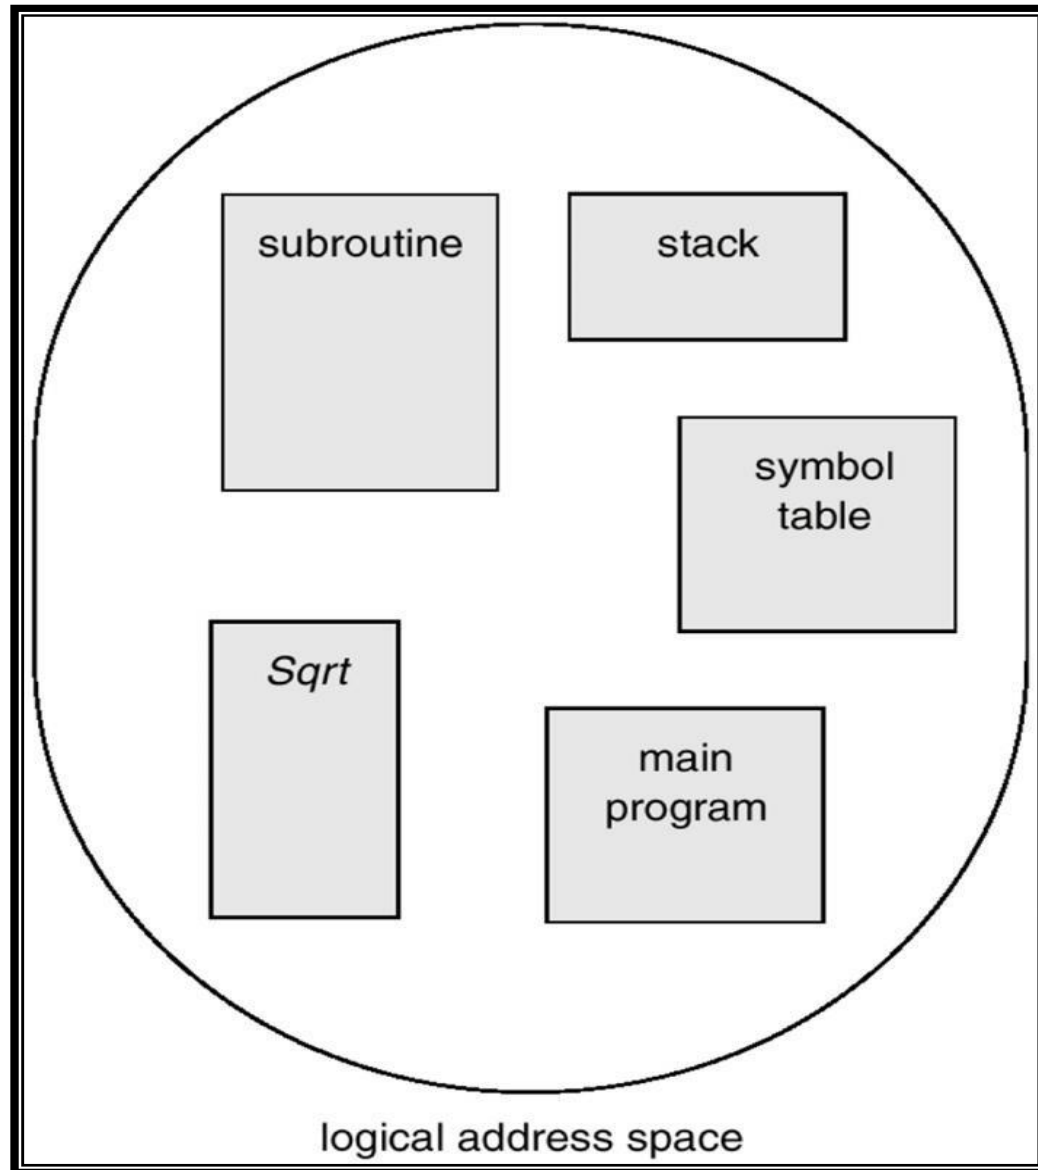 subroutine
stack
symbol
table
Sqrt
main
program
logical address space